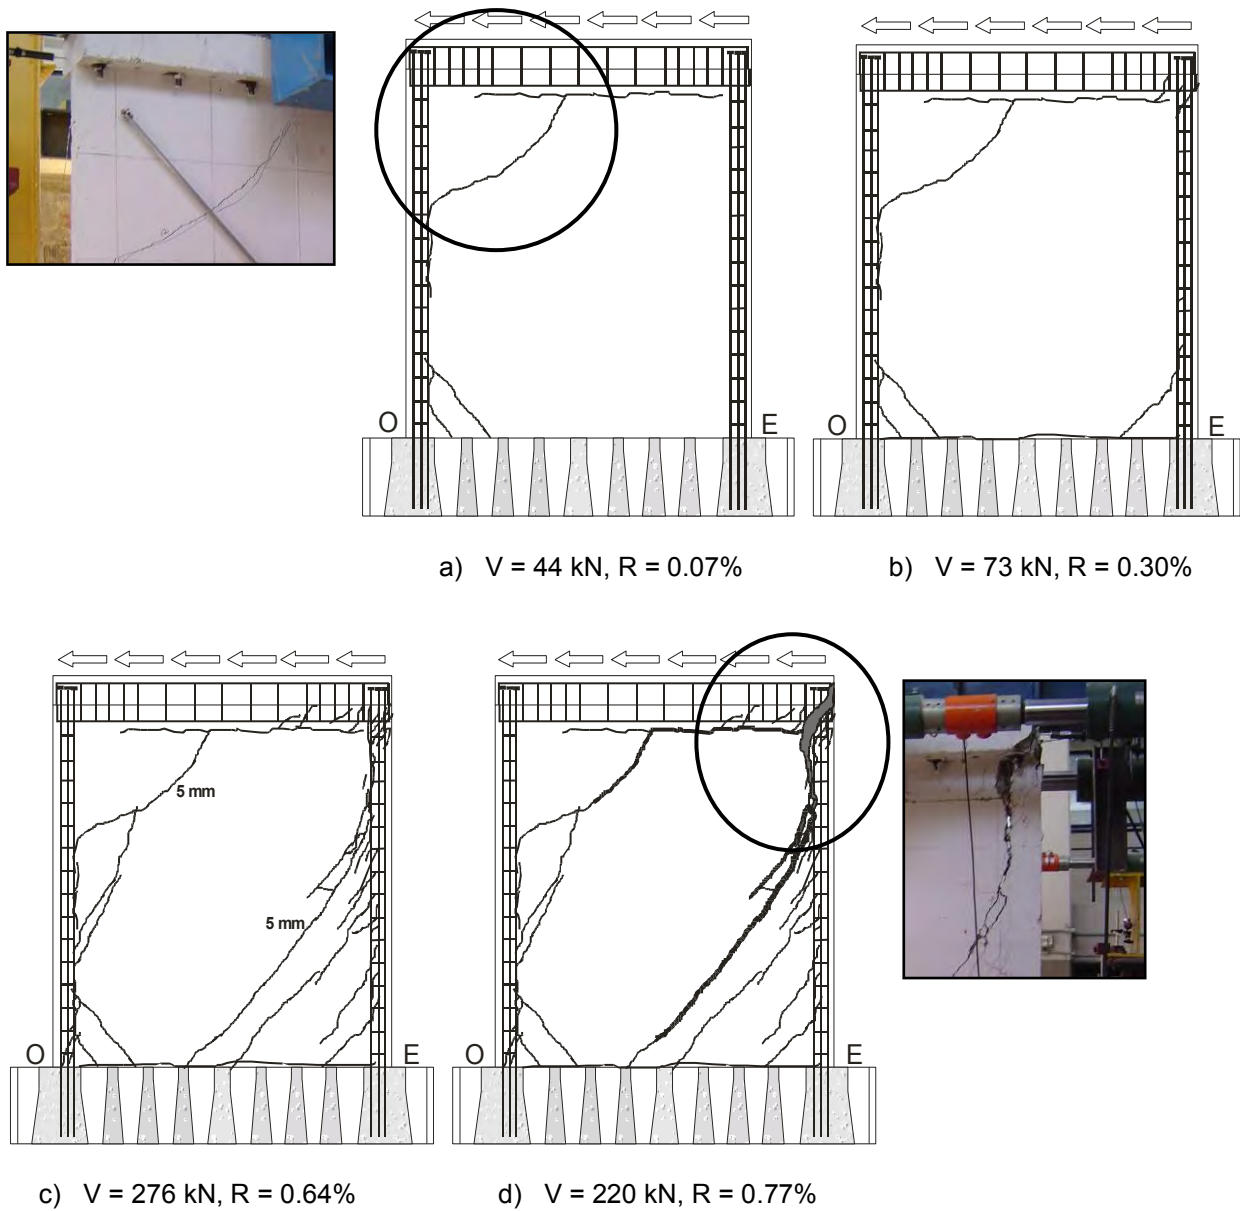 O
E
O
E
a) V = 44 kN, R = 0.07%
b) V = 73 kN, R = 0.30%
5 mm
5 mm
O
E
O
E
c) V = 276 kN, R = 0.64%
d) V = 220 kN, R = 0.77%